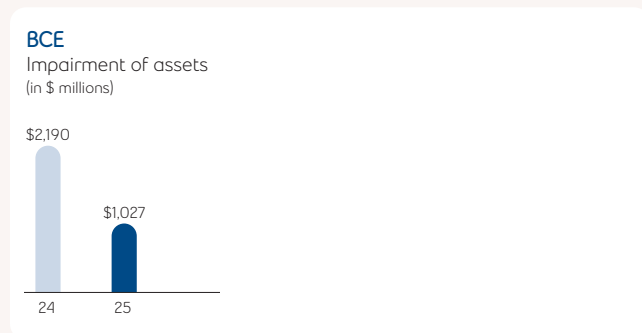 BCE
Impairment of assets
(in $ millions)
$2,190
$1,027
24 25